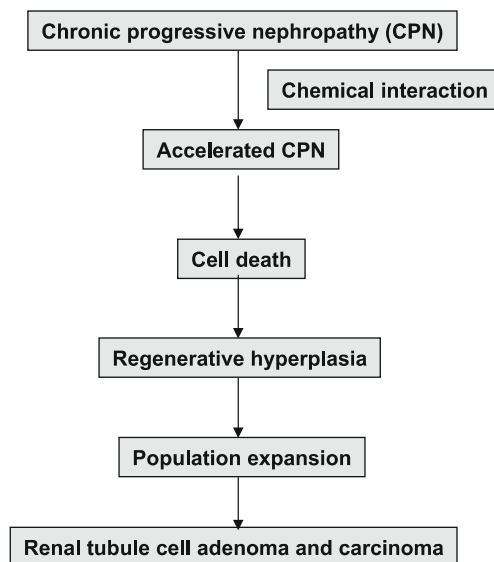 Chronic progressive nephropathy (CPN)
Chemical interaction
Accelerated CPN
Cell death
Regenerative hyperplasia
Population expansion
Renal tubule cell adenoma and carcinoma